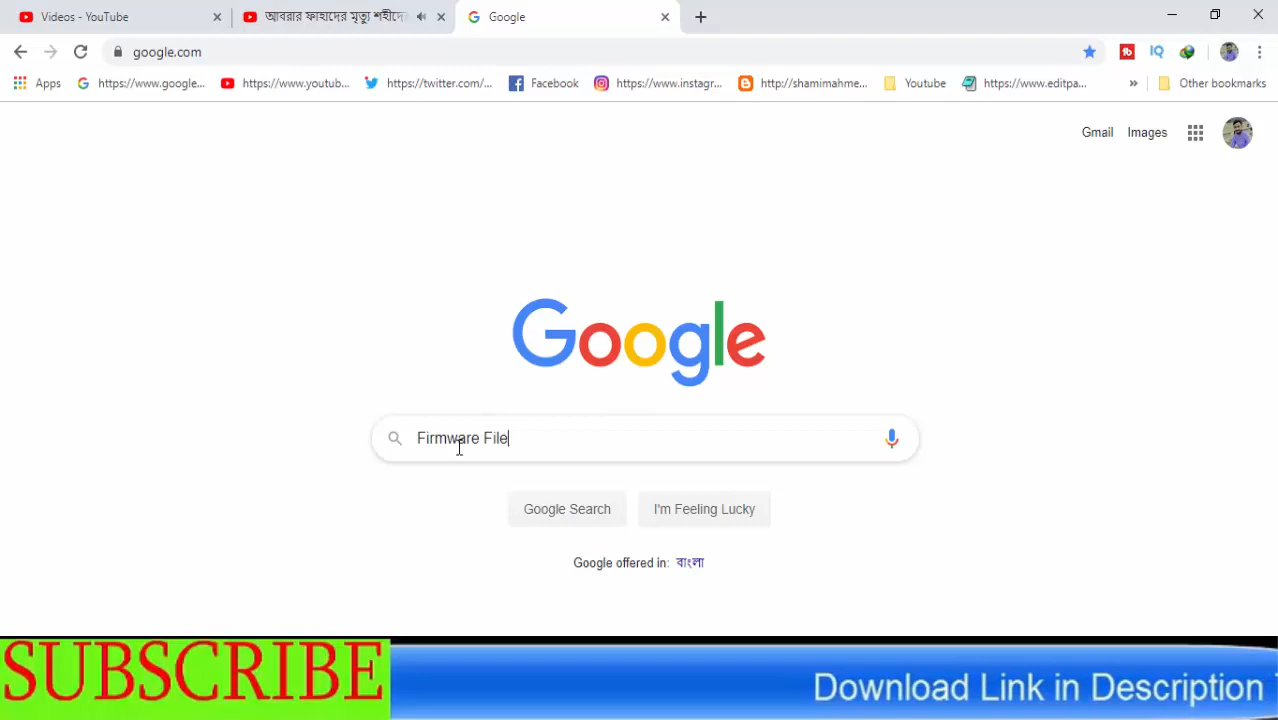 Videos - YouTube
আবরার ফাহাদের মৃত্যু শহীদে
Google
google.com
Apps
https://www.google...
https://www.youtub...
https://twitter.com/...
Facebook
https://www.instagr...
http://shamimahme...
Youtube
https://www.editpa...
»
Other bookmarks
Gmail
Images
Google
Firmware File
Google Search
I'm Feeling Lucky
Google offered in: বাংলা
SUBSCRIBE
Download Link in Description